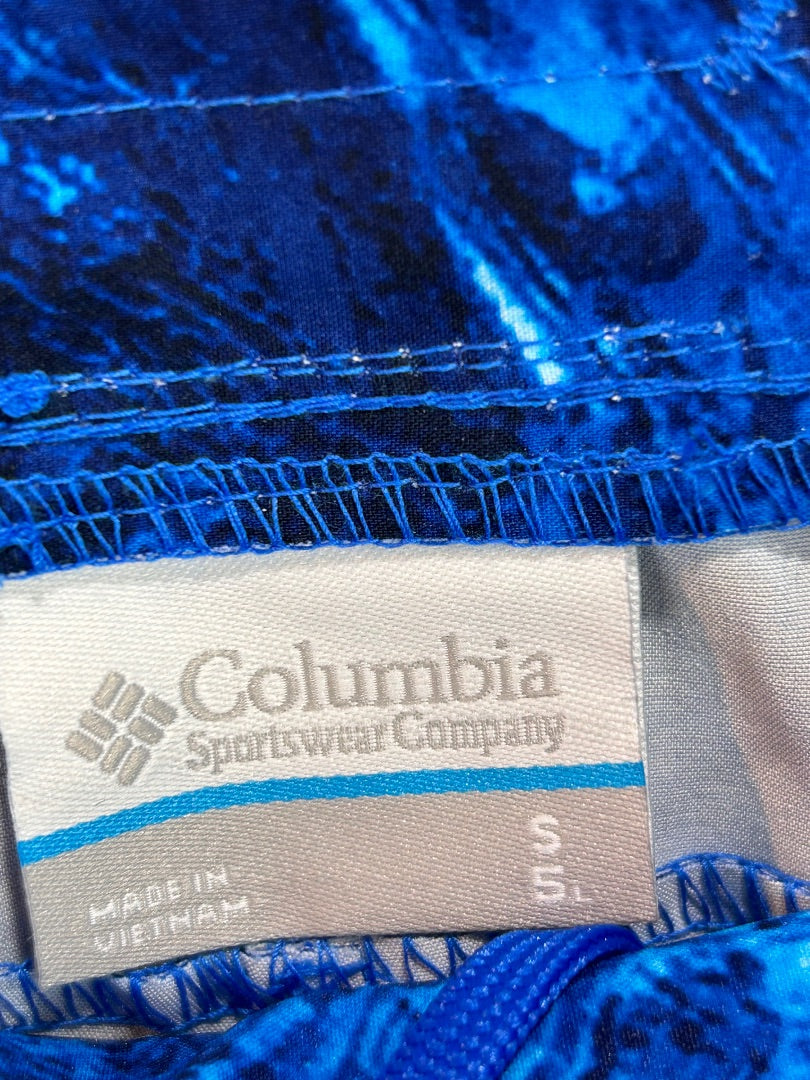 Columbia
Sportswear Company
S
5L
MADE IN
VIETNAM